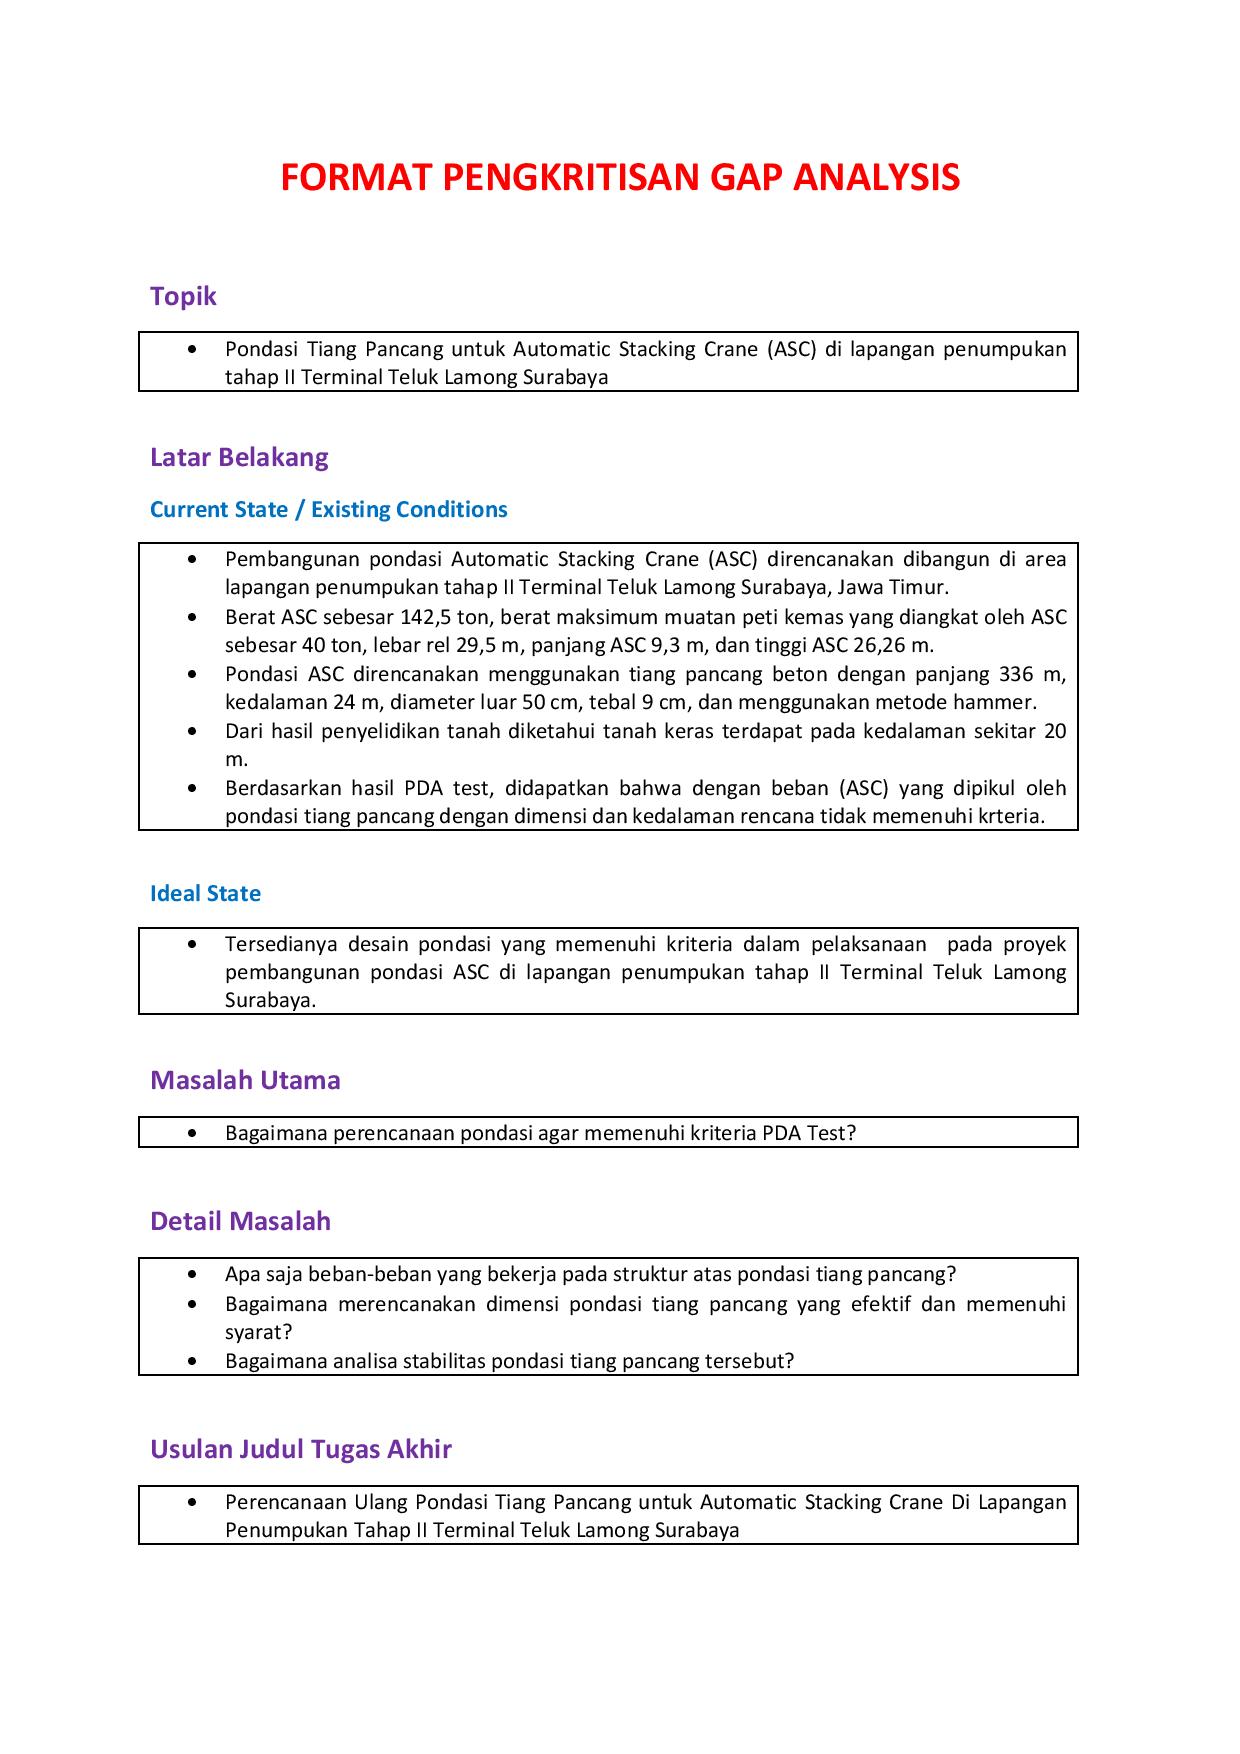 FORMAT PENGKRITISAN GAP ANALYSIS
Topik
• Pondasi Tiang Pancang untuk Automatic Stacking Crane (ASC) di lapangan penumpukan
tahap II Terminal Teluk Lamong Surabaya
Latar Belakang
Current State / Existing Conditions
• Pembangunan pondasi Automatic Stacking Crane (ASC) direncanakan dibangun di area
lapangan penumpukan tahap II Terminal Teluk Lamong Surabaya, Jawa Timur.
• Berat ASC sebesar 142,5 ton, berat maksimum muatan peti kemas yang diangkat oleh ASC
sebesar 40 ton, lebar rel 29,5 m, panjang ASC 9,3 m, dan tinggi ASC 26,26 m.
• Pondasi ASC direncanakan menggunakan tiang pancang beton dengan panjang 336 m,
kedalaman 24 m, diameter luar 50 cm, tebal 9 cm, dan menggunakan metode hammer.
• Dari hasil penyelidikan tanah diketahui tanah keras terdapat pada kedalaman sekitar 20
m.
• Berdasarkan hasil PDA test, didapatkan bahwa dengan beban (ASC) yang dipikul oleh
pondasi tiang pancang dengan dimensi dan kedalaman rencana tidak memenuhi krteria.
Ideal State
• Tersedianya desain pondasi yang memenuhi kriteria dalam pelaksanaan pada proyek
pembangunan pondasi ASC di lapangan penumpukan tahap II Terminal Teluk Lamong
Surabaya.
Masalah Utama
• Bagaimana perencanaan pondasi agar memenuhi kriteria PDA Test?
Detail Masalah
• Apa saja beban-beban yang bekerja pada struktur atas pondasi tiang pancang?
• Bagaimana merencanakan dimensi pondasi tiang pancang yang efektif dan memenuhi
syarat?
• Bagaimana analisa stabilitas pondasi tiang pancang tersebut?
Usulan Judul Tugas Akhir
• Perencanaan Ulang Pondasi Tiang Pancang untuk Automatic Stacking Crane Di Lapangan
Penumpukan Tahap II Terminal Teluk Lamong Surabaya